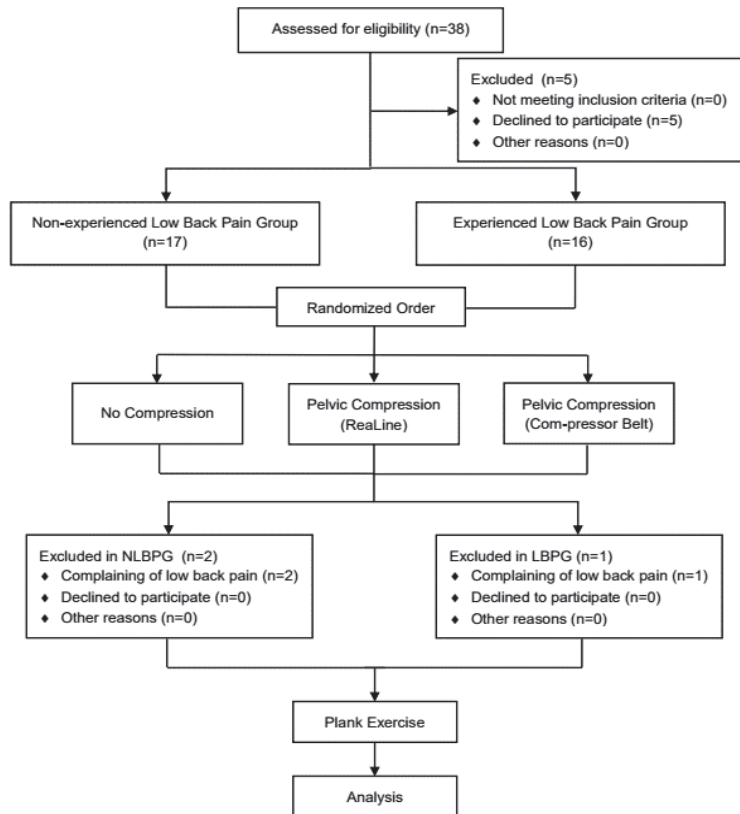 Assessed for eligibility (n=38)
Excluded (n=5)
♦ Not meeting inclusion criteria (n=0)
♦ Declined to participate (n=5)
♦ Other reasons (n=0)
Non-experienced Low Back Pain Group
(n=17)
Experienced Low Back Pain Group
(n=16)
Randomized Order
No Compression
Pelvic Compression
(ReaLine)
Pelvic Compression
(Com-pressor Belt)
Excluded in NLBPG (n=2)
♦ Complaining of low back pain (n=2)
♦ Declined to participate (n=0)
♦ Other reasons (n=0)
Excluded in LBPG (n=1)
♦ Complaining of low back pain (n=1)
♦ Declined to participate (n=0)
♦ Other reasons (n=0)
Plank Exercise
Analysis